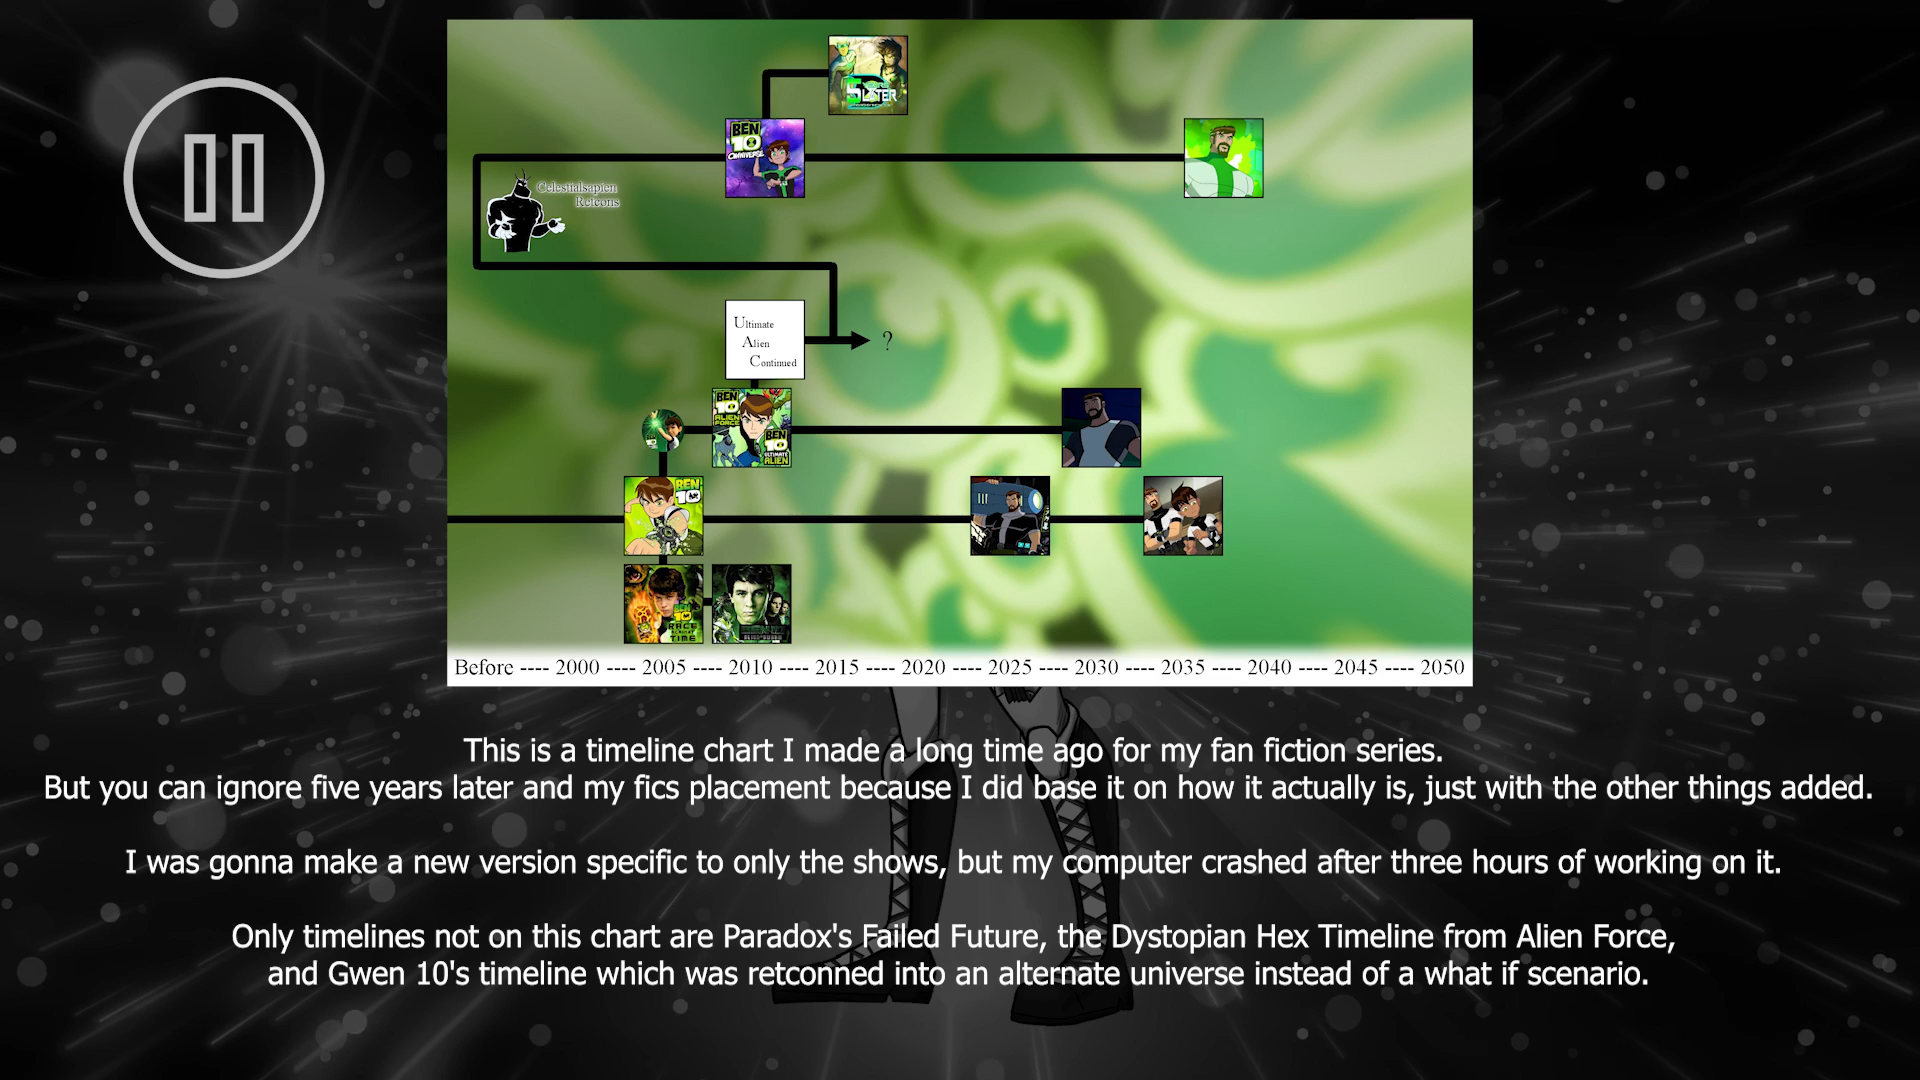 5 LATER
BEN
10
OMNIVERSE
Celestialsapien
Retcons
Ultimate
Alien
Continued
?
BEN
10
ALIEN
FORCE
BEN
10
ULTIMATE
ALIEN
BEN
10
BEN
10
RACE
AGAINST
TIME
Before ---- 2000 ---- 2005 ---- 2010 ---- 2015 ---- 2020 ---- 2025 ---- 2030 ---- 2035 ---- 2040 ---- 2045 ---- 2050
This is a timeline chart I made a long time ago for my fan fiction series.
But you can ignore five years later and my fics placement because I did base it on how it actually is, just with the other things added.
I was gonna make a new version specific to only the shows, but my computer crashed after three hours of working on it.
Only timelines not on this chart are Paradox's Failed Future, the Dystopian Hex Timeline from Alien Force,
and Gwen 10's timeline which was retconned into an alternate universe instead of a what if scenario.